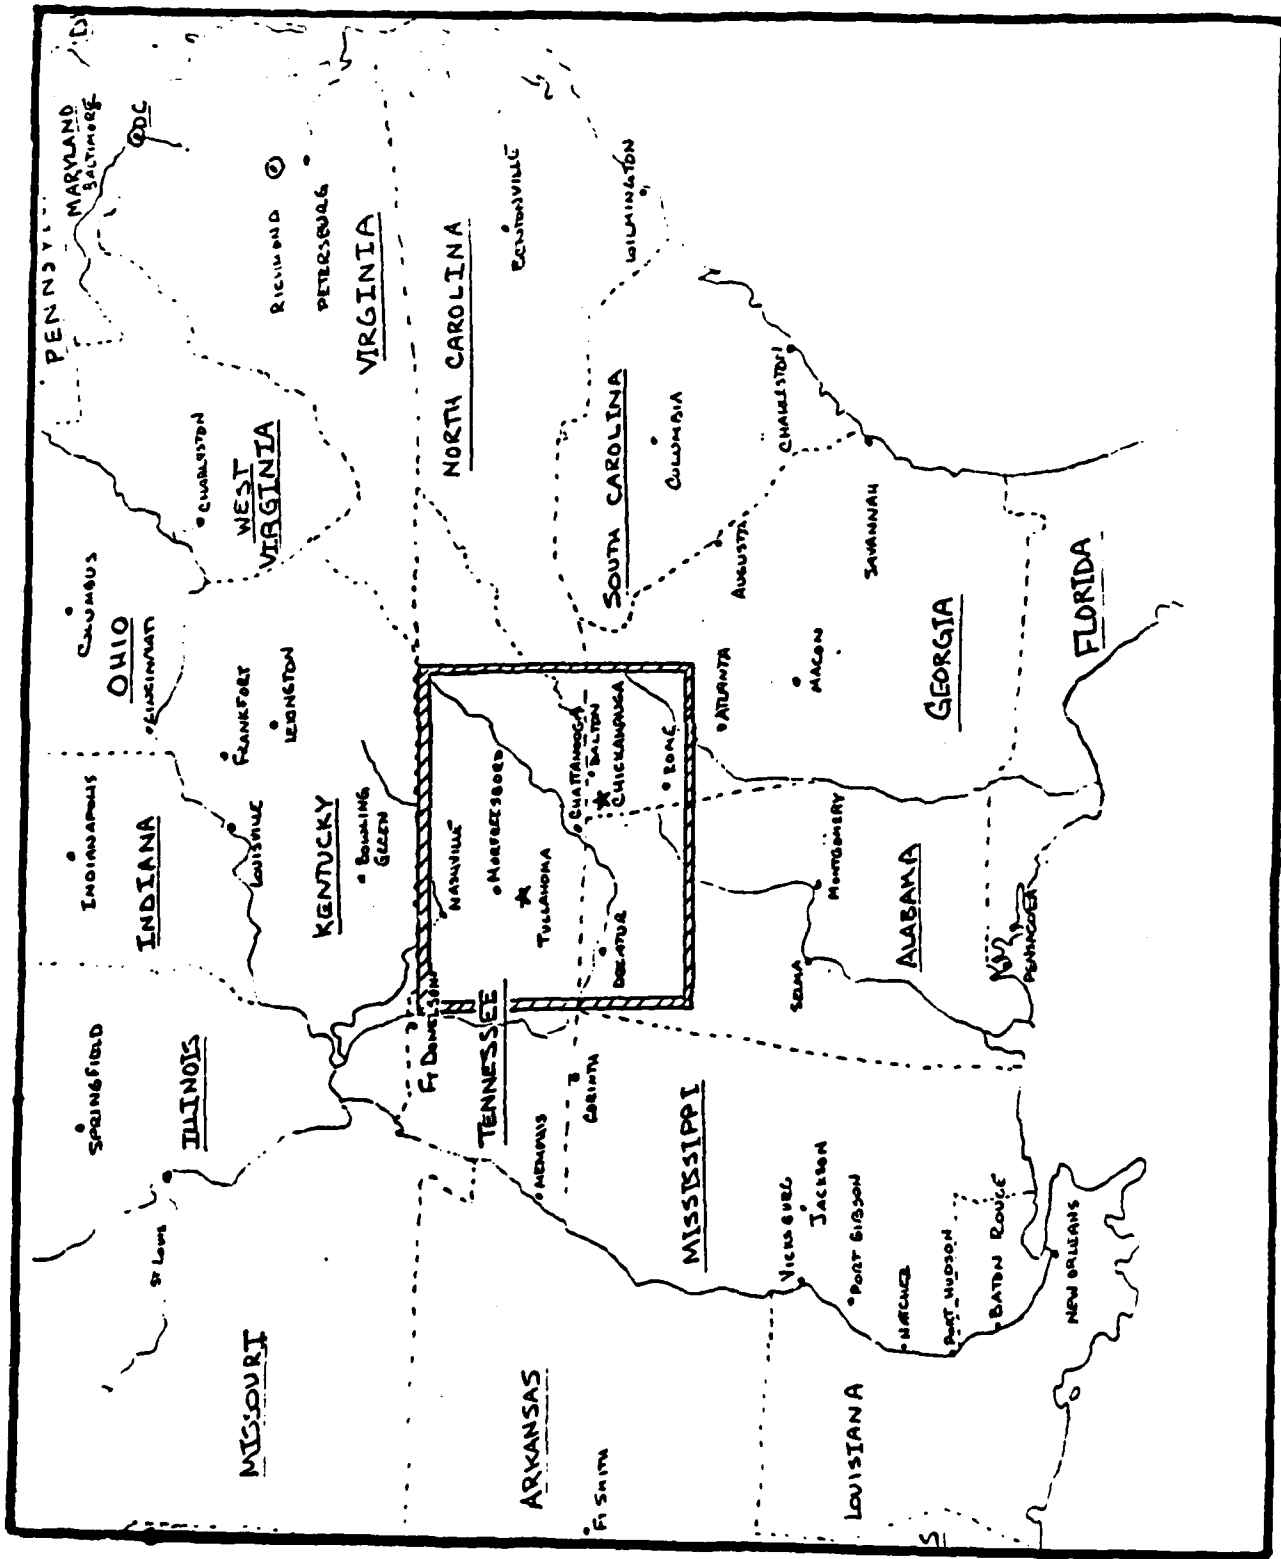 PENNSYL
MARYLAND
BALTIMORE
DC
SPRINGFIELD
INDIANAPOLIS
COLUMBUS
OHIO
CINCINNATI
INDIANA
ILLINOIS
ST LOUIS
MISSOURI
CHARLESTON
WEST
VIRGINIA
FRANKFORT
LEXINGTON
LOUISVILLE
KENTUCKY
BOWLING
GREEN
RICHMOND
PETERSBURG
VIRGINIA
NORTH CAROLINA
BENTONVILLE
WILMINGTON
FT DONELSON
TENNESSEE
NASHVILLE
MURFREESBORO
TULLAHOMA
CHATTANOOGA
DALTON
CHICKAMAUGA
ROME
DECATUR
MEMPHIS
CORINTH
ARKANSAS
FT SMITH
SOUTH CAROLINA
COLUMBIA
CHARLESTON
AUGUSTA
ATLANTA
MACON
SAVANNAH
GEORGIA
MONTGOMERY
SELMA
ALABAMA
MISSISSIPPI
VICKSBURG
JACKSON
PORT GIBSON
NATCHEZ
PORT HUDSON
BATON ROUGE
LOUISIANA
NEW ORLEANS
PENSACOLA
FLORIDA
S